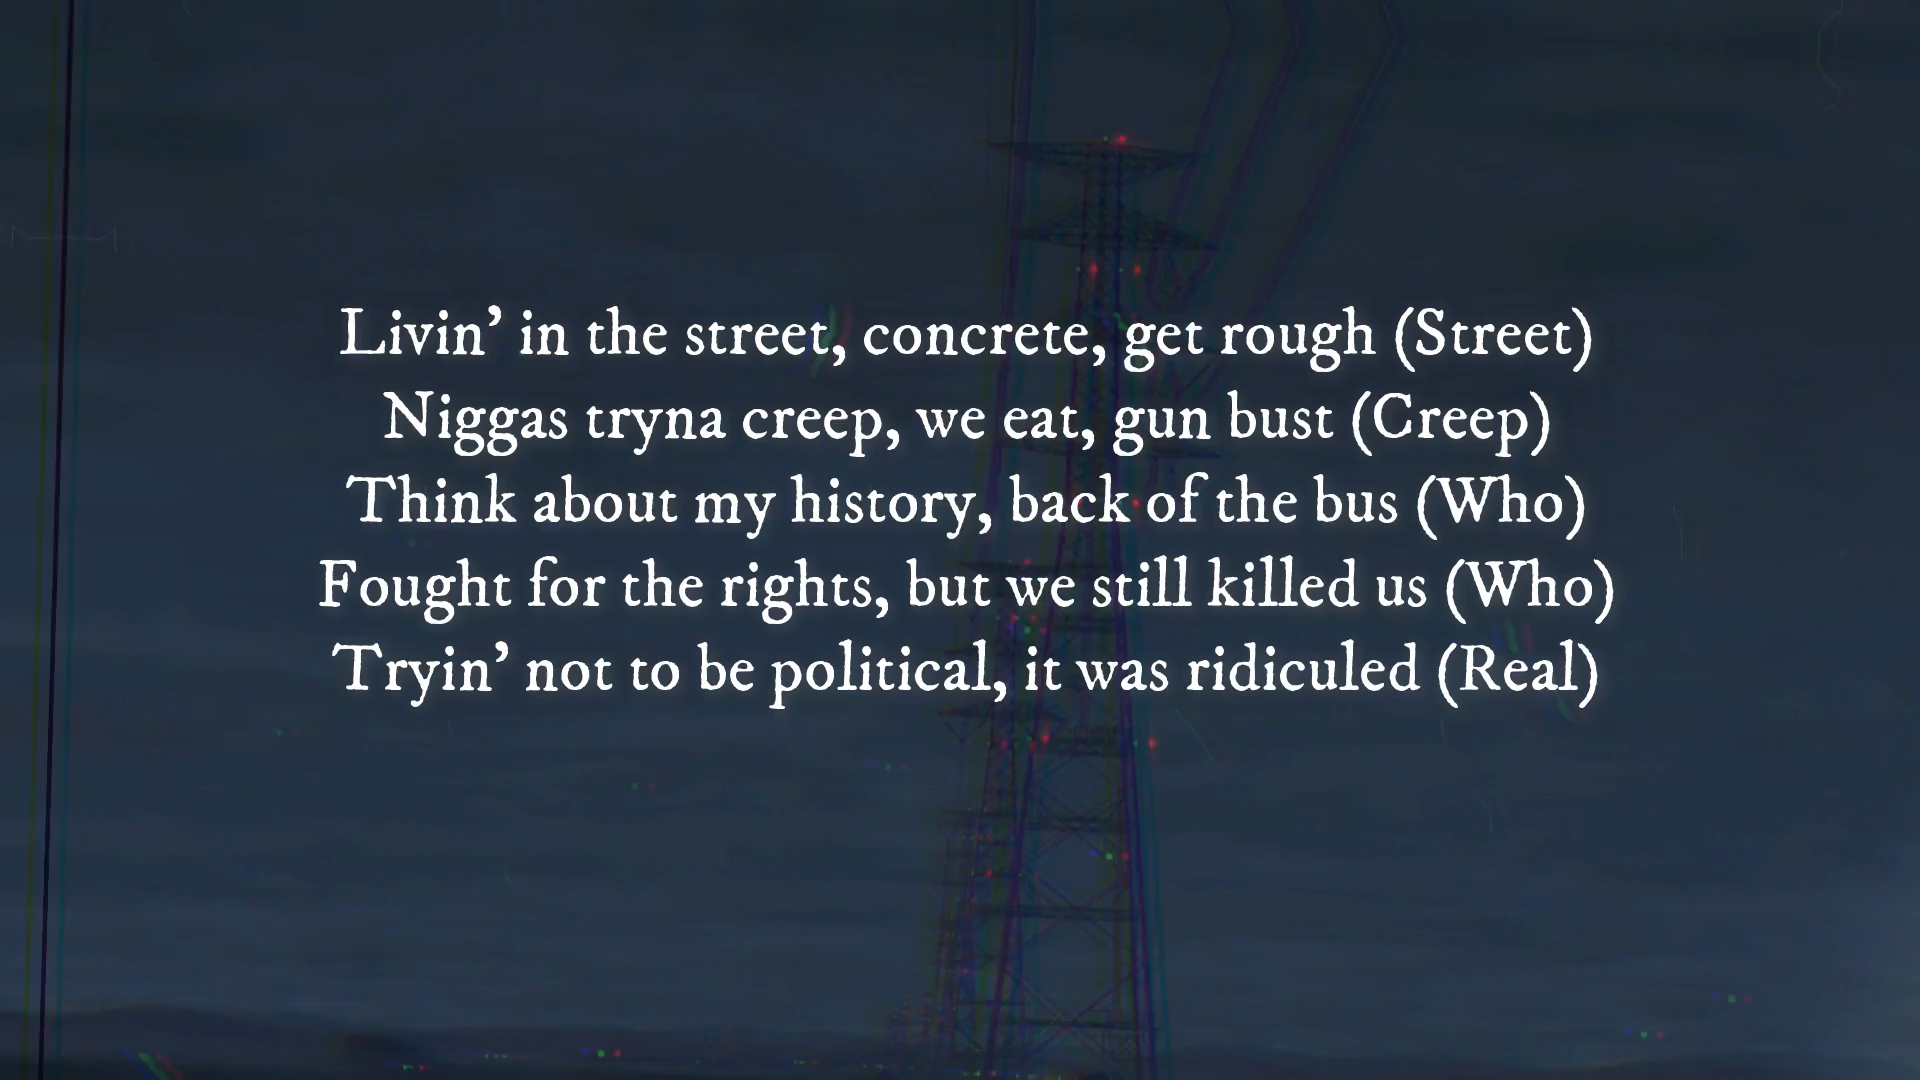 Livin’ in the street, concrete, get rough (Street)
Niggas tryna creep, we eat, gun bust (Creep)
Think about my history, back of the bus (Who)
Fought for the rights, but we still killed us (Who)
Tryin’ not to be political, it was ridiculed (Real)